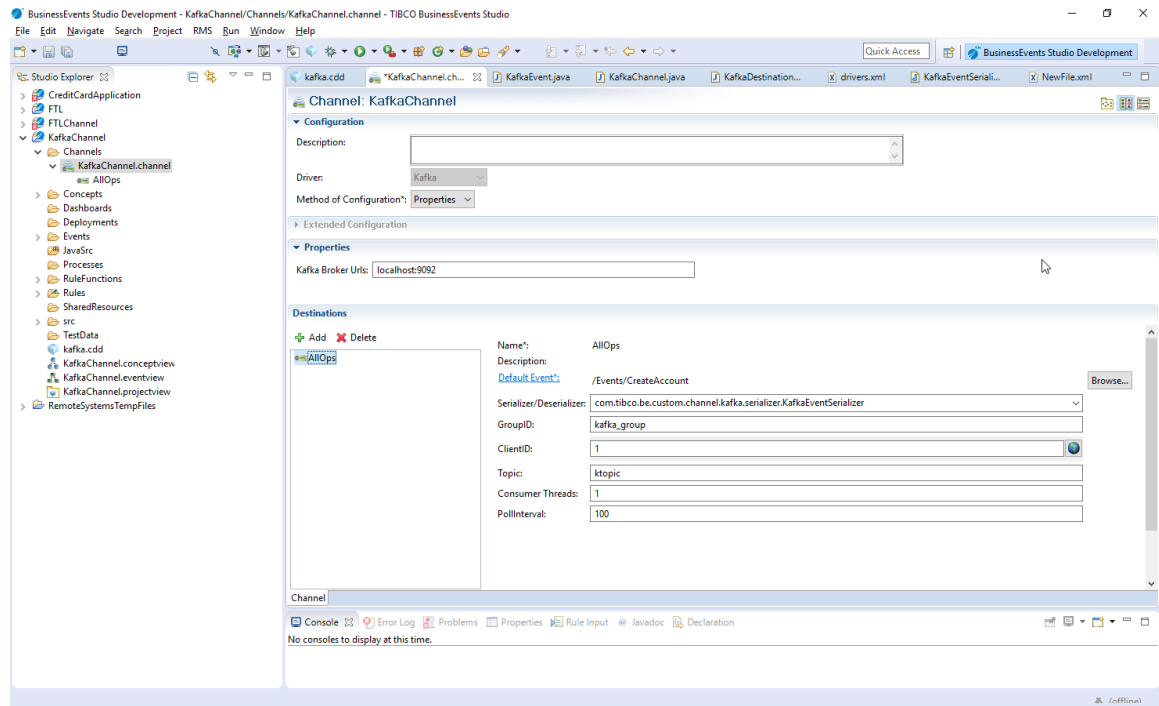 BusinessEvents Studio Development - KafkaChannel/Channels/KafkaChannel.channel - TIBCO BusinessEvents Studio
File Edit Navigate Search Project RMS Run Window Help
Quick Access
BusinessEvents Studio Development
Studio Explorer
kafka.cdd
*KafkaChannel.ch...
KafkaEvent.java
KafkaChannel.java
KafkaDestination...
drivers.xml
KafkaEventSeriali...
NewFile.xml
CreditCardApplication
FTL
FTLChannel
KafkaChannel
Channels
KafkaChannel.channel
AllOps
Concepts
Dashboards
Deployments
Events
JavaSrc
Processes
RuleFunctions
Rules
SharedResources
src
TestData
kafka.cdd
KafkaChannel.conceptview
KafkaChannel.eventview
KafkaChannel.projectview
RemoteSystemsTempFiles
Channel: KafkaChannel
Configuration
Description:
Driver: Kafka
Method of Configuration*: Properties
Extended Configuration
Properties
Kafka Broker Urls: localhost:9092
Destinations
Add Delete
AllOps
Name*: AllOps
Description:
Default Event*: /Events/CreateAccount Browse...
Serializer/Deserializer: com.tibco.be.custom.channel.kafka.serializer.KafkaEventSerializer
GroupID: kafka_group
ClientID: 1
Topic: ktopic
Consumer Threads: 1
PollInterval: 100
Channel
Console Error Log Problems Properties Rule Input Javadoc Declaration
No consoles to display at this time.
(offline)